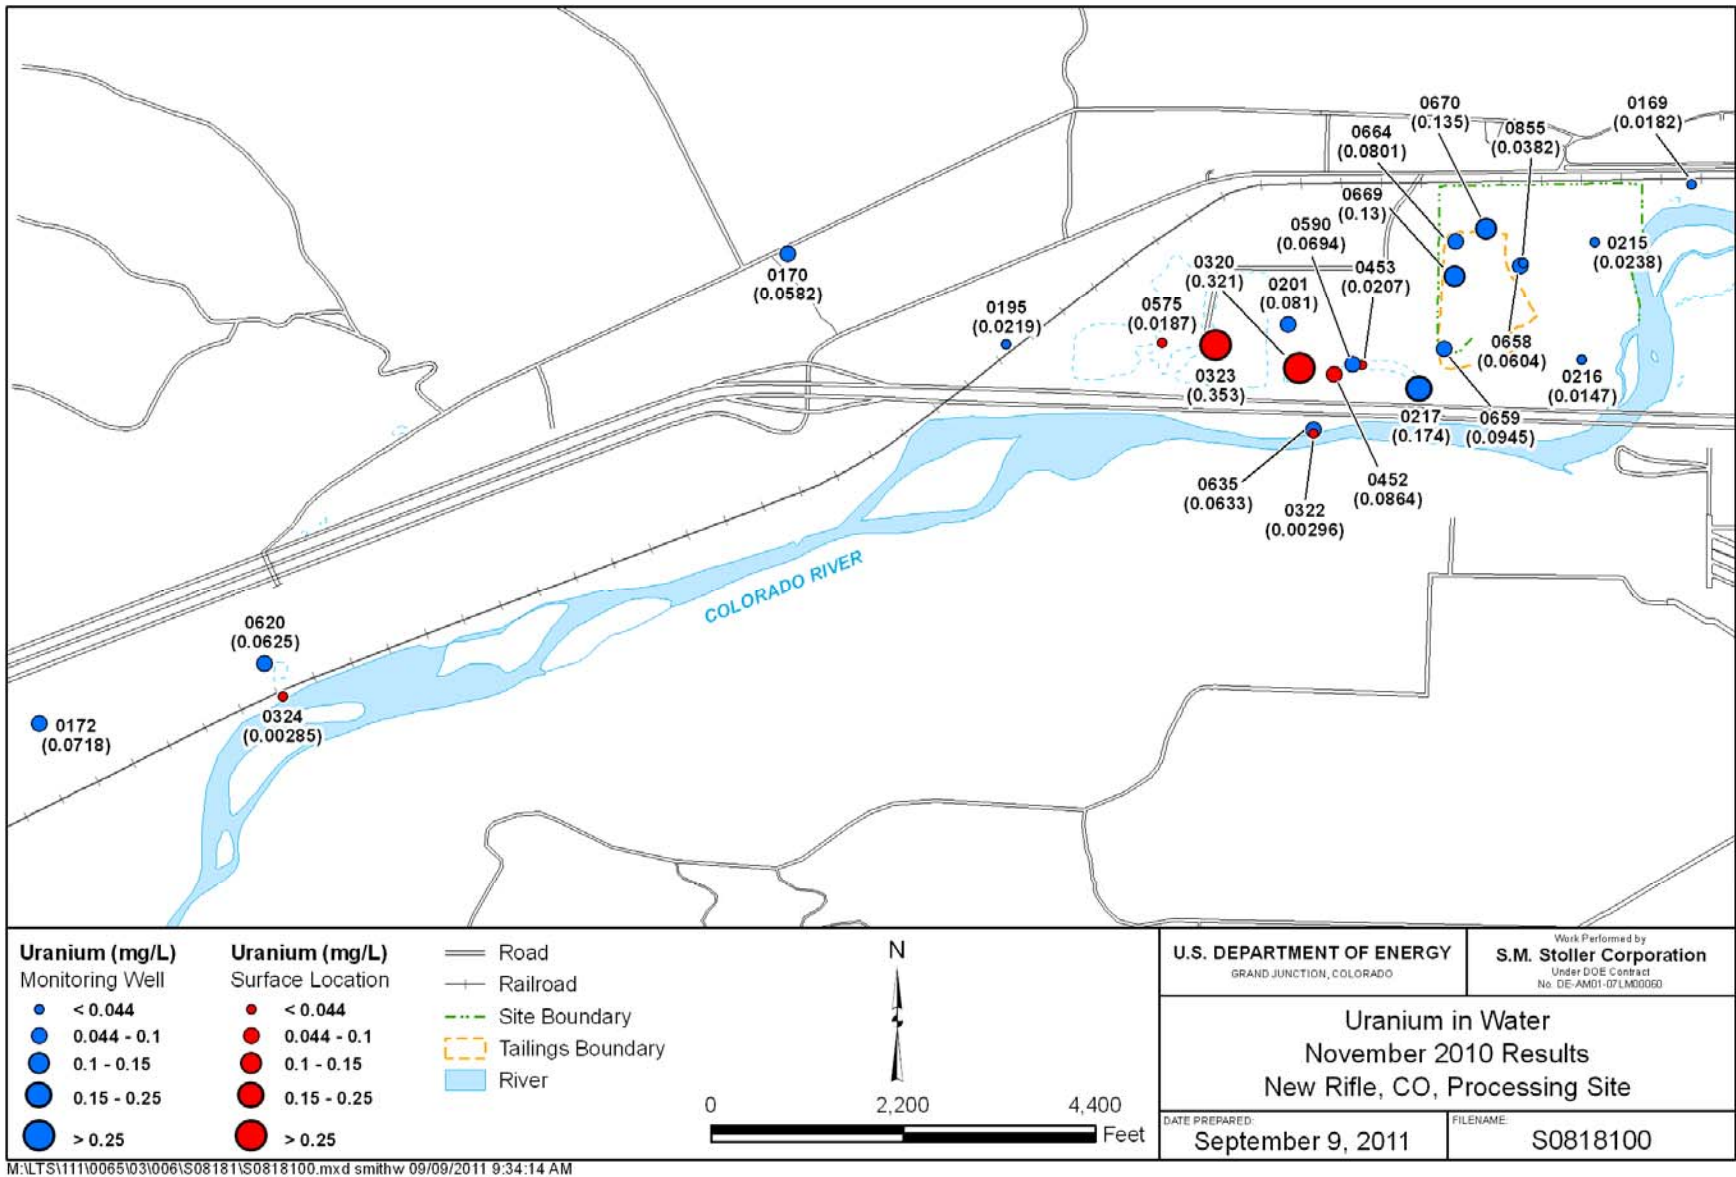 0670
(0.135)
0169
(0.0182)
0664
(0.0801)
0855
(0.0382)
0669
(0.13)
0590
(0.0694)
0215
(0.0238)
0170
(0.0582)
0320
(0.321)
0453
(0.0207)
0201
(0.081)
0195
(0.0219)
0575
(0.0187)
0658
(0.0604)
0323
(0.353)
0216
(0.0147)
0217
(0.174)
0659
(0.0945)
0635
(0.0633)
0452
(0.0864)
0322
(0.00296)
COLORADO RIVER
0620
(0.0625)
0324
(0.00285)
0172
(0.0718)
Uranium (mg/L)
Monitoring Well
< 0.044
0.044 - 0.1
0.1 - 0.15
0.15 - 0.25
> 0.25
Uranium (mg/L)
Surface Location
< 0.044
0.044 - 0.1
0.1 - 0.15
0.15 - 0.25
> 0.25
Road
Railroad
Site Boundary
Tailings Boundary
River
N
0 2,200 4,400
Feet
U.S. DEPARTMENT OF ENERGY
GRAND JUNCTION, COLORADO
Work Performed by
S.M. Stoller Corporation
Under DOE Contract
No. DE-AM01-07LM00060
Uranium in Water
November 2010 Results
New Rifle, CO, Processing Site
DATE PREPARED:
September 9, 2011
FILENAME:
S0818100
M:\LTS\111\0065\03\006\S08181\S0818100.mxd smithw 09/09/2011 9:34:14 AM